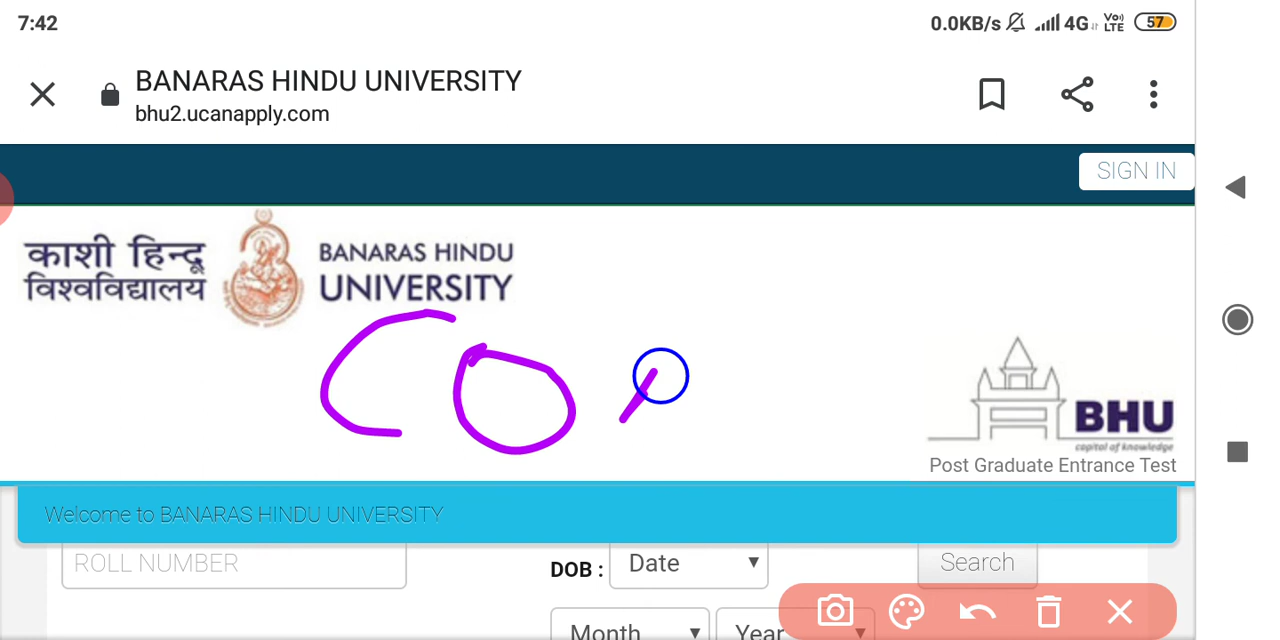 7:42
0.0KB/s 4G Vo)) LTE 57
BANARAS HINDU UNIVERSITY
bhu2.ucanapply.com
SIGN IN
काशी हिन्दू
विश्वविद्यालय
BANARAS HINDU
UNIVERSITY
Co
BHU
capital of knowledge
Post Graduate Entrance Test
Welcome to BANARAS HINDU UNIVERSITY
ROLL NUMBER
DOB : Date
Search
Month Year